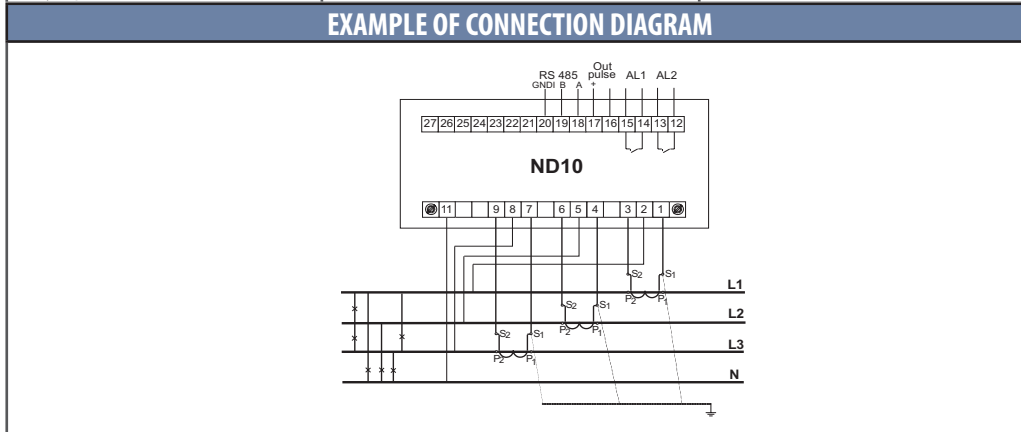 EXAMPLE OF CONNECTION DIAGRAM
RS 485 Out pulse AL1 AL2
GNDI B A +
27 26 25 24 23 22 21 20 19 18 17 16 15 14 13 12
ND10
11 9 8 7 6 5 4 3 2 1
S2 S1
L1
P2 P1
S2 S1
L2
P2 P1
S2 S1
L3
P2 P1
N